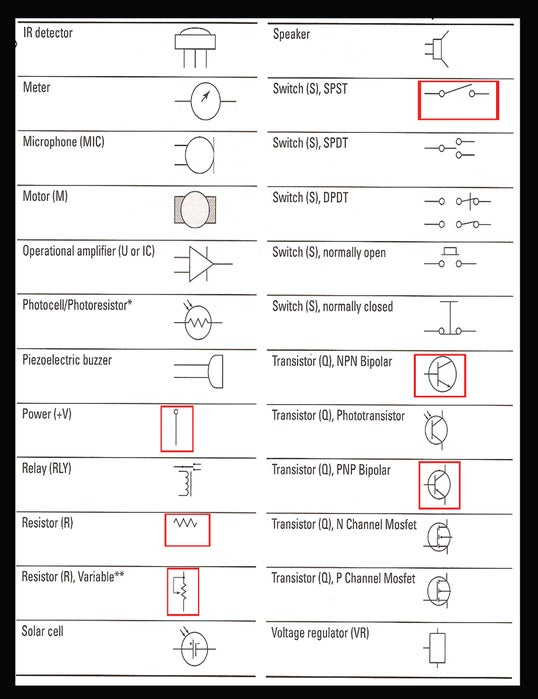 IR detector
Meter
Microphone (MIC)
Motor (M)
Operational amplifier (U or IC)
Photocell/Photoresistor*
Piezoelectric buzzer
Power (+V)
Relay (RLY)
Resistor (R)
Resistor (R), Variable**
Solar cell
Speaker
Switch (S), SPST
Switch (S), SPDT
Switch (S), DPDT
Switch (S), normally open
Switch (S), normally closed
Transistor (Q), NPN Bipolar
Transistor (Q), Phototransistor
Transistor (Q), PNP Bipolar
Transistor (Q), N Channel Mosfet
Transistor (Q), P Channel Mosfet
Voltage regulator (VR)